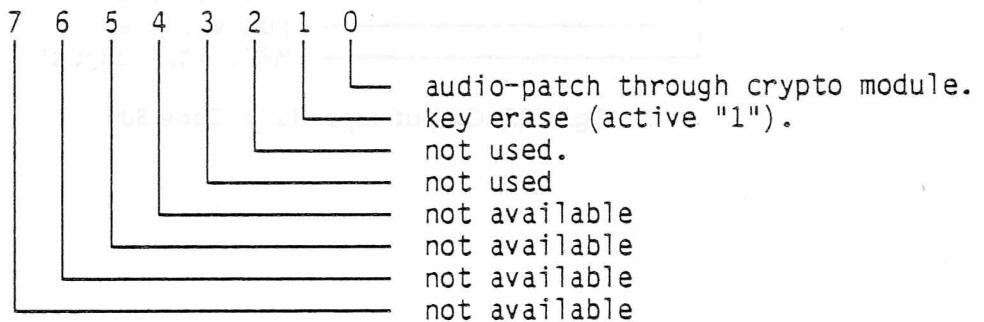 7 6 5 4 3 2 1 0
audio-patch through crypto module.
key erase (active "1").
not used.
not used
not available
not available
not available
not available